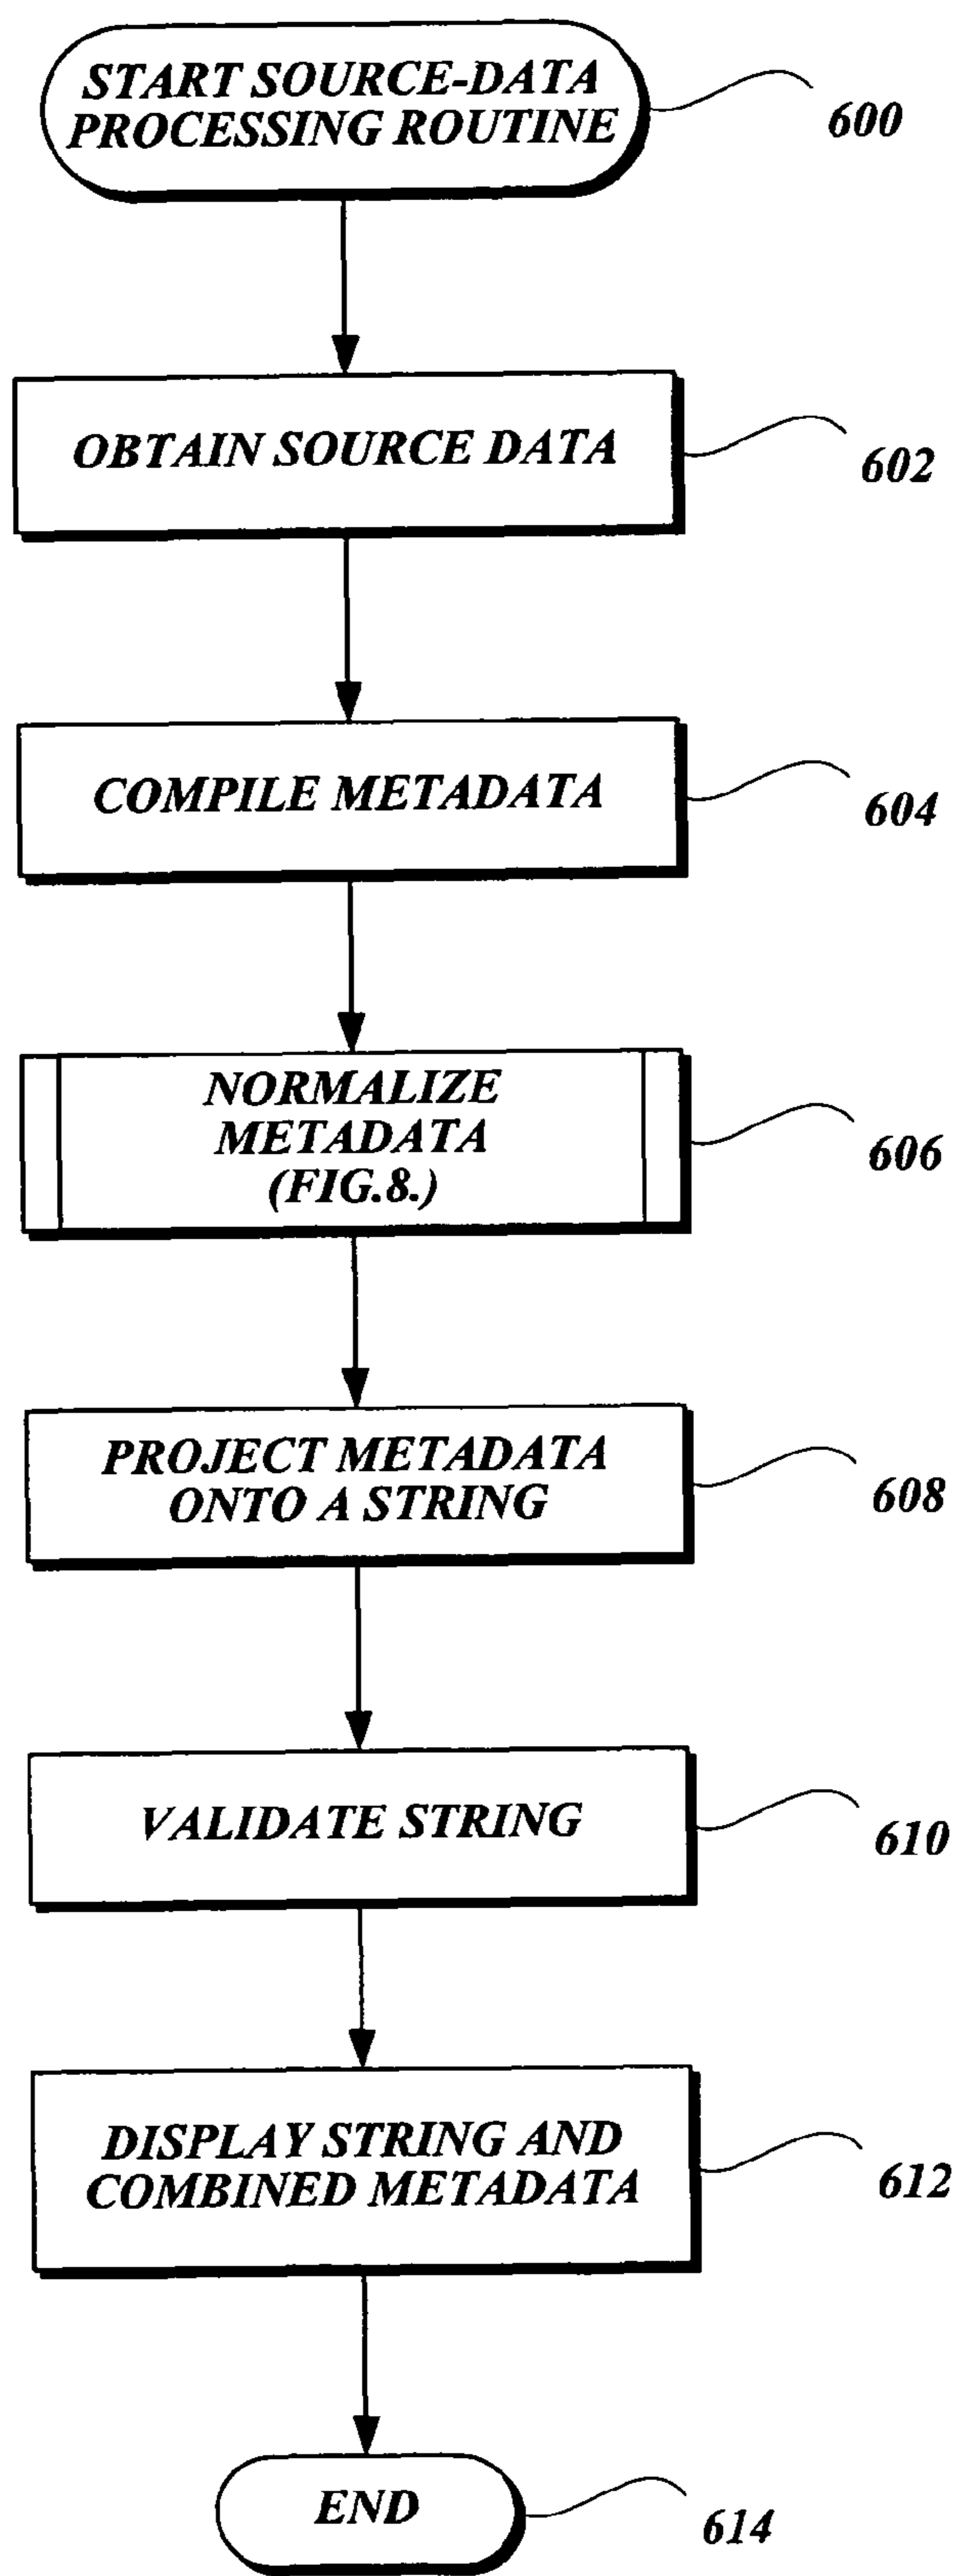 START SOURCE-DATA
PROCESSING ROUTINE
600
OBTAIN SOURCE DATA
602
COMPILE METADATA
604
NORMALIZE
METADATA
(FIG.8.)
606
PROJECT METADATA
ONTO A STRING
608
VALIDATE STRING
610
DISPLAY STRING AND
COMBINED METADATA
612
END
614